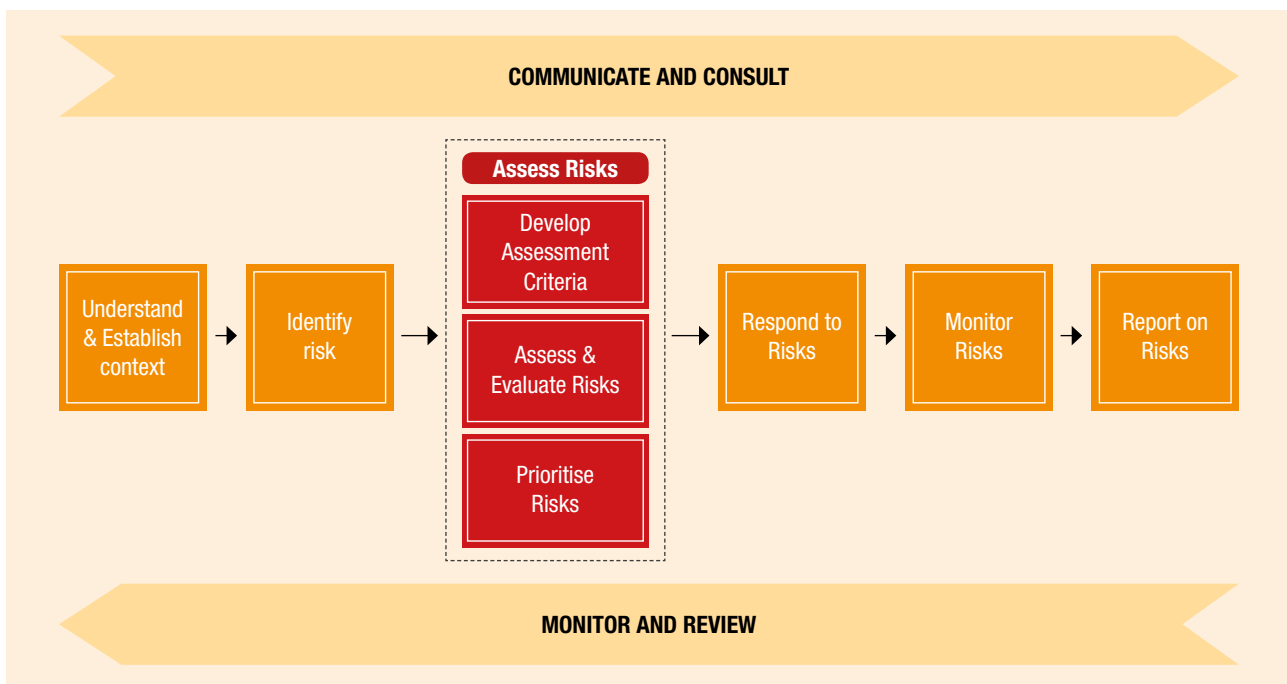 COMMUNICATE AND CONSULT
Understand
& Establish
context
Identify
risk
Assess Risks
Develop
Assessment
Criteria
Assess &
Evaluate Risks
Prioritise
Risks
Respond to
Risks
Monitor
Risks
Report on
Risks
MONITOR AND REVIEW